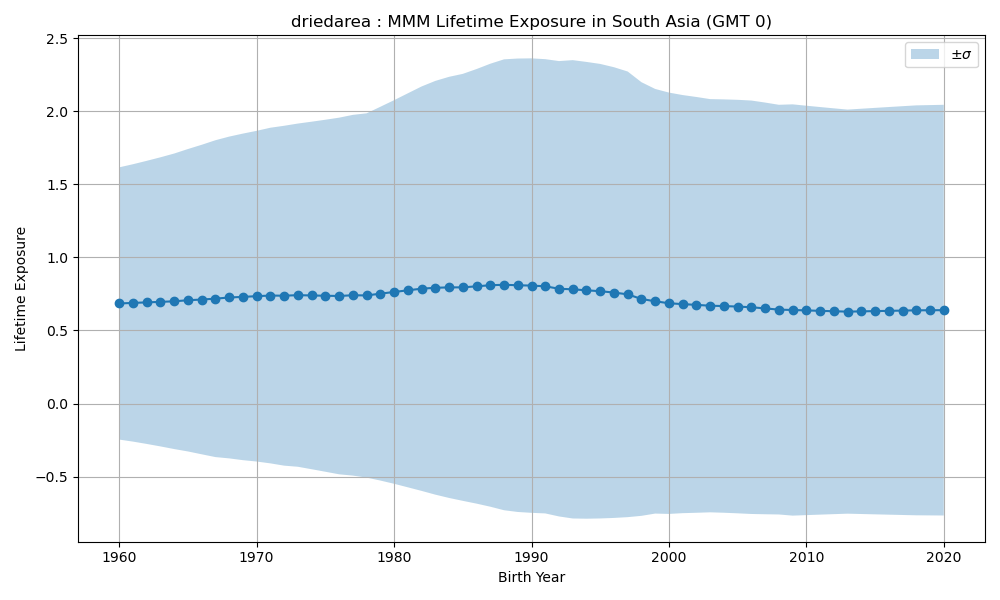 driedarea : MMM Lifetime Exposure in South Asia (GMT 0)
±σ
2.5
2.0
1.5
1.0
0.5
0.0
−0.5
Lifetime Exposure
1960 1970 1980 1990 2000 2010 2020
Birth Year